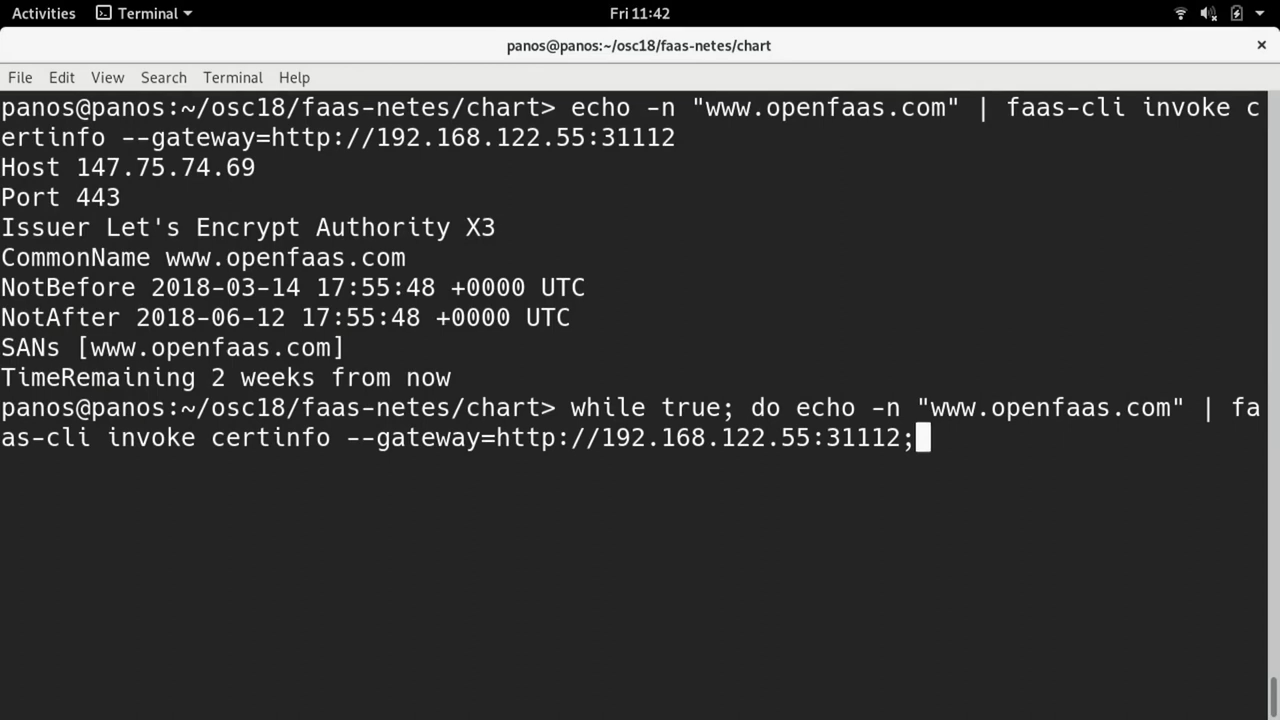 Activities Terminal Fri 11:42
panos@panos:~/osc18/faas-netes/chart
File Edit View Search Terminal Help
panos@panos:~/osc18/faas-netes/chart> echo -n "www.openfaas.com" | faas-cli invoke c
ertinfo --gateway=http://192.168.122.55:31112
Host 147.75.74.69
Port 443
Issuer Let's Encrypt Authority X3
CommonName www.openfaas.com
NotBefore 2018-03-14 17:55:48 +0000 UTC
NotAfter 2018-06-12 17:55:48 +0000 UTC
SANs [www.openfaas.com]
TimeRemaining 2 weeks from now
panos@panos:~/osc18/faas-netes/chart> while true; do echo -n "www.openfaas.com" | fa
as-cli invoke certinfo --gateway=http://192.168.122.55:31112;